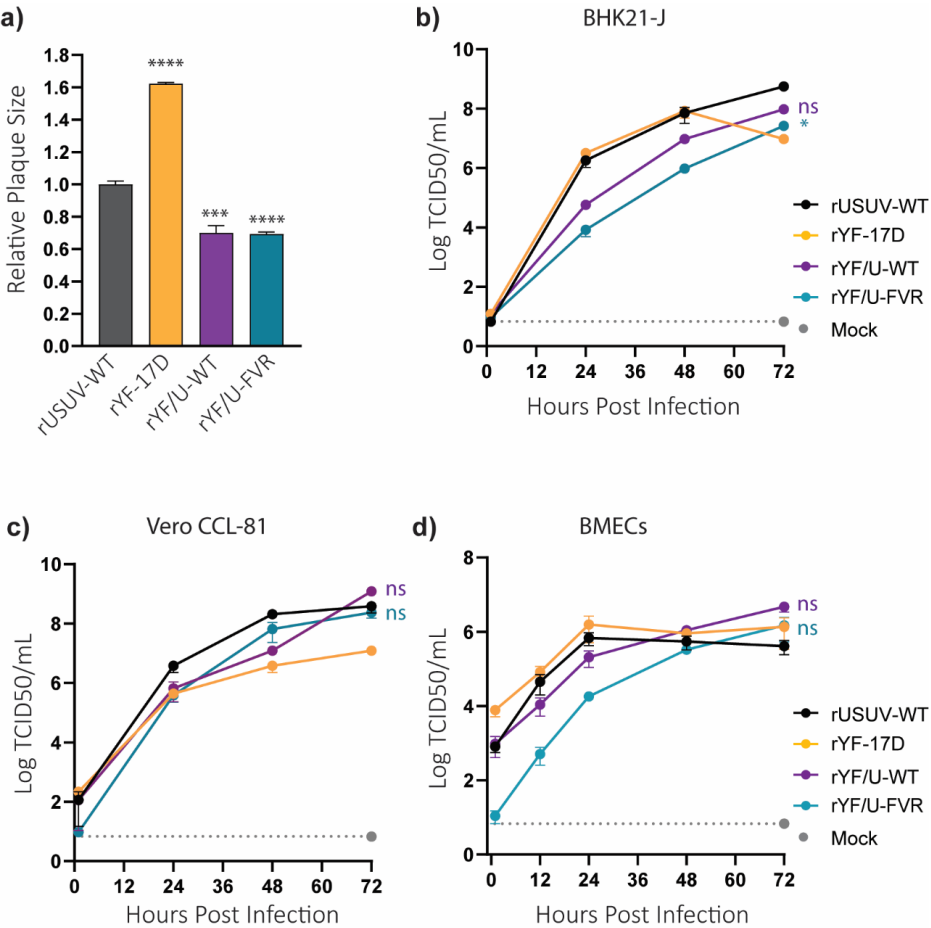 a)
Relative Plaque Size
1.8
1.6
1.4
1.2
1.0
0.8
0.6
0.4
0.2
0.0
****
***
****
rUSUV-WT
rYF-17D
rYF/U-WT
rYF/U-FVR
b)
BHK21-J
Log TCID50/mL
10
8
6
4
2
0
0 12 24 36 48 60 72
Hours Post Infection
ns
*
rUSUV-WT
rYF-17D
rYF/U-WT
rYF/U-FVR
Mock
c)
Vero CCL-81
Log TCID50/mL
10
8
6
4
2
0
0 12 24 36 48 60 72
Hours Post Infection
ns
ns
d)
BMECs
Log TCID50/mL
8
6
4
2
0
0 12 24 36 48 60 72
Hours Post Infection
ns
ns
rUSUV-WT
rYF-17D
rYF/U-WT
rYF/U-FVR
Mock